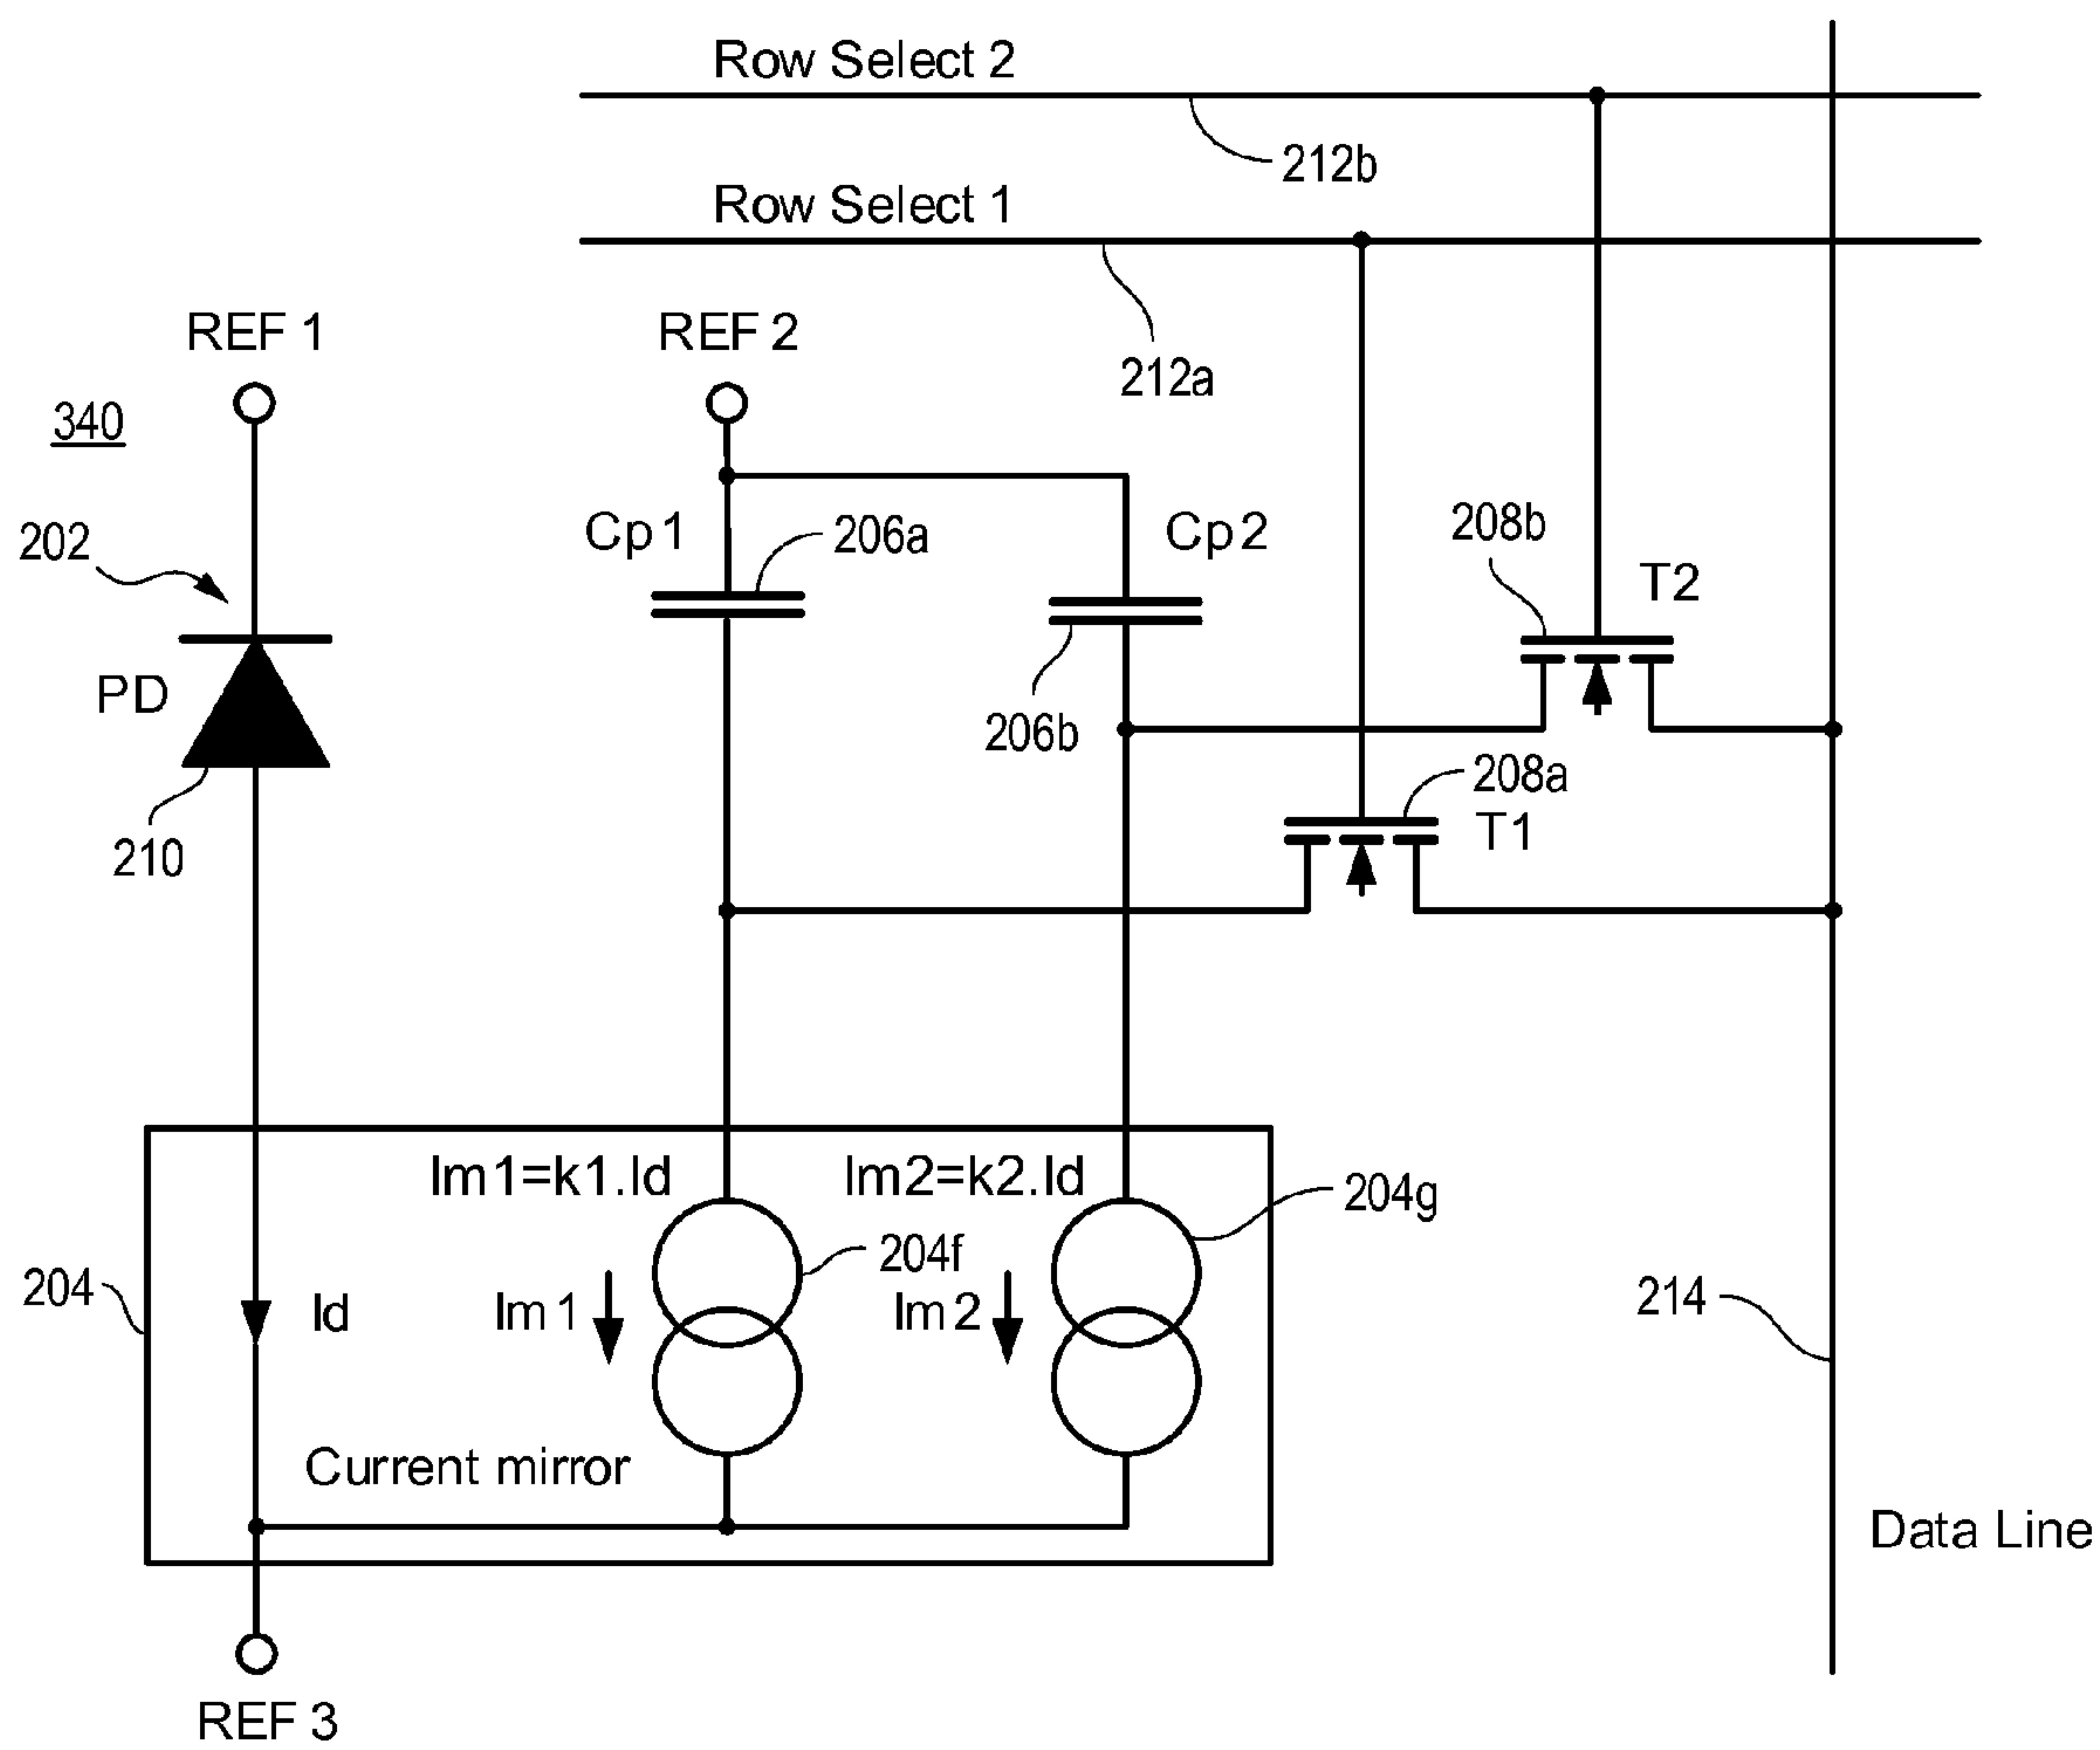 Row Select 2
212b
Row Select 1
212a
REF 1
REF 2
340
202
Cp1
206a
Cp2
208b
T2
PD
206b
208a
T1
210
Im1=k1.Id
Im2=k2.Id
204g
204f
204
Id
Im1
Im2
214
Current mirror
Data Line
REF 3